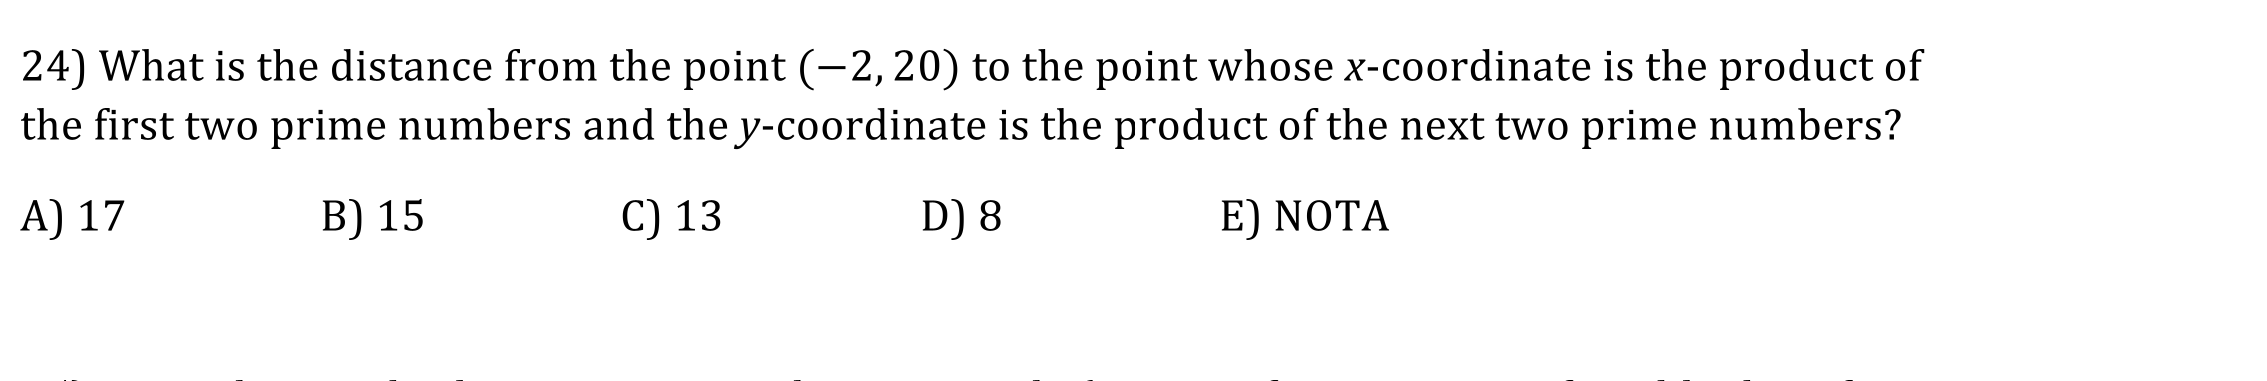 24) What is the distance from the point (−2, 20) to the point whose x-coordinate is the product of
the first two prime numbers and the y-coordinate is the product of the next two prime numbers?
A) 17 B) 15 C) 13 D) 8 E) NOTA